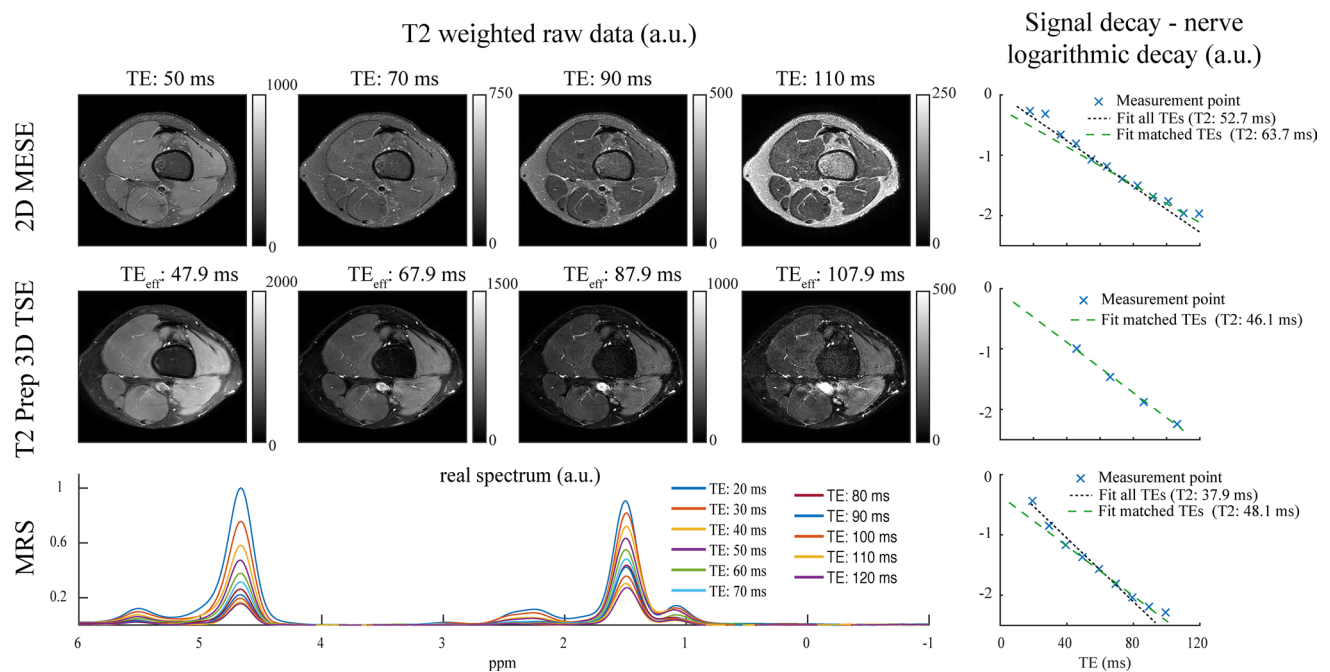 T2 weighted raw data (a.u.)
Signal decay - nerve
logarithmic decay (a.u.)
2D MESE
TE: 50 ms
TE: 70 ms
TE: 90 ms
TE: 110 ms
1000
0
750
0
500
0
250
0
0
-1
-2
Measurement point
Fit all TEs (T2: 52.7 ms)
Fit matched TEs (T2: 63.7 ms)
T2 Prep 3D TSE
TEeff: 47.9 ms
TEeff: 67.9 ms
TEeff: 87.9 ms
TEeff: 107.9 ms
2000
0
1500
0
1000
0
500
0
0
-1
-2
Measurement point
Fit matched TEs (T2: 46.1 ms)
MRS
real spectrum (a.u.)
1
0.6
0.2
6
5
4
3
2
1
0
-1
ppm
TE: 20 ms
TE: 30 ms
TE: 40 ms
TE: 50 ms
TE: 60 ms
TE: 70 ms
TE: 80 ms
TE: 90 ms
TE: 100 ms
TE: 110 ms
TE: 120 ms
0
-1
-2
Measurement point
Fit all TEs (T2: 37.9 ms)
Fit matched TEs (T2: 48.1 ms)
0
40
80
120
TE (ms)